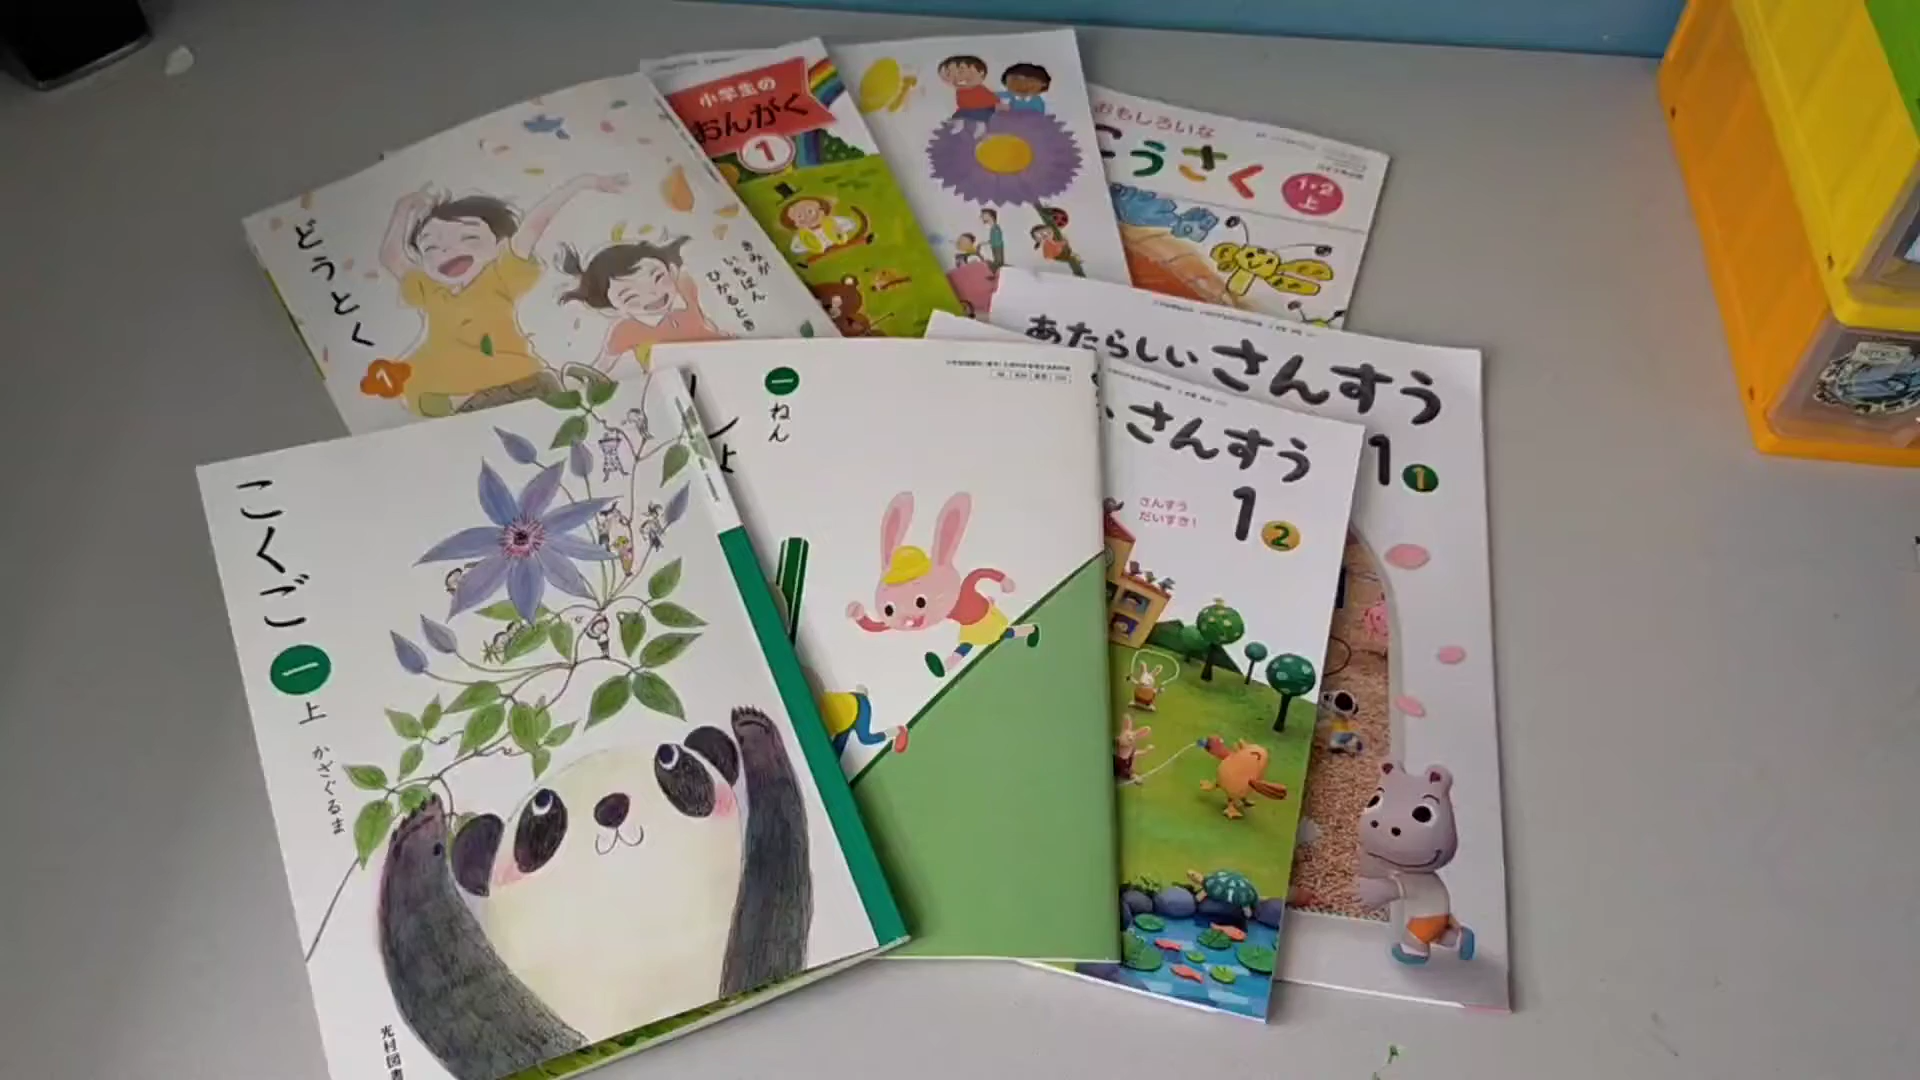 どうとく
1
きみが
いちばん
ひかるとき
小学生の
おんがく
1
おもしろいな
こうさく
1・2
上
こくご
一
上
かざぐるま
光村図書
一
ねん
しょ
さんすう
1
2
さんすう
だいすき!
あたらしい さんすう
1
1